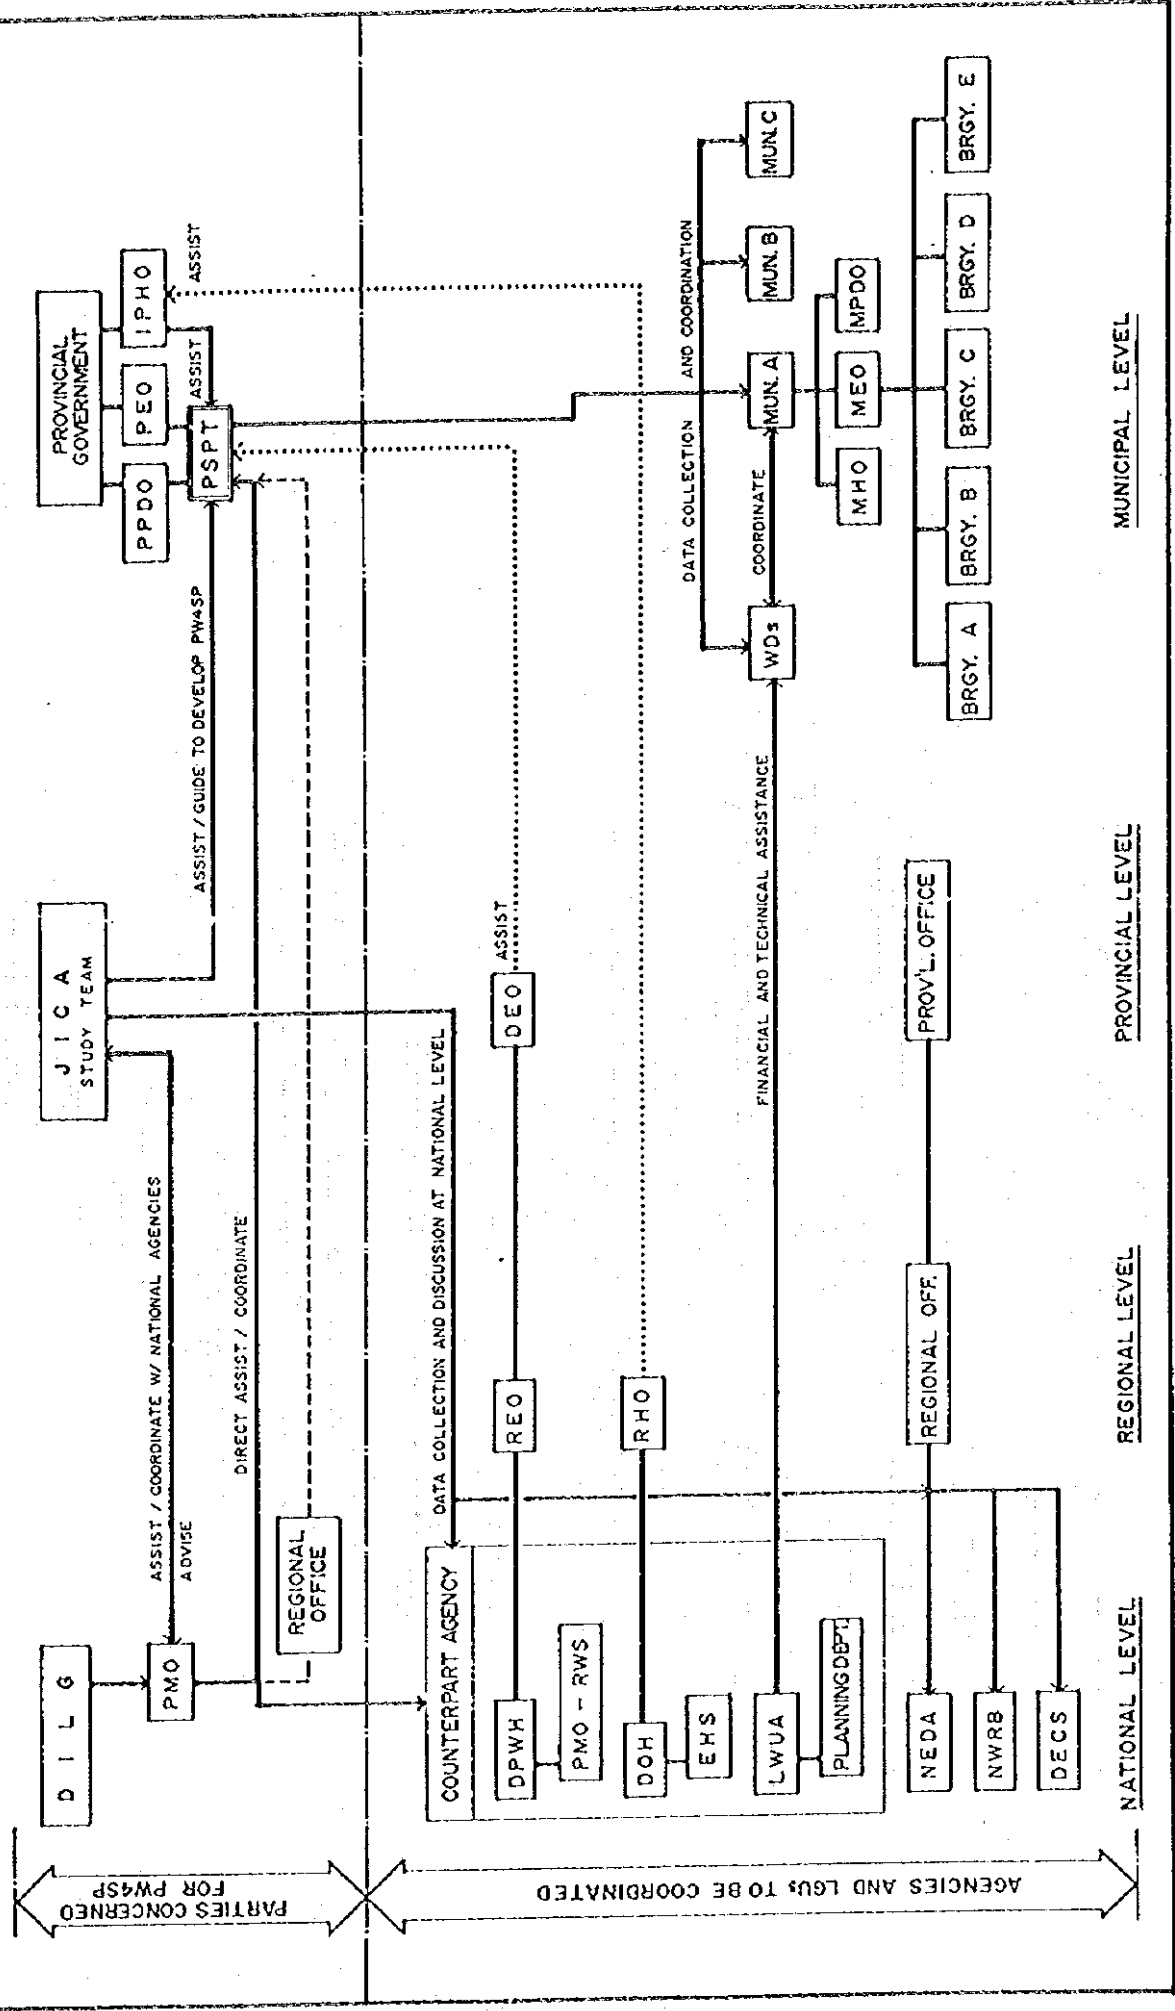 PARTIES CONCERNED
FOR PW4SP
D I L G
PMO
ASSIST / COORDINATE W/ NATIONAL AGENCIES
ADVISE
J I C A
STUDY TEAM
ASSIST / GUIDE TO DEVELOP PW4SP
PROVINCIAL
GOVERNMENT
PPDO
PEO
IPHO
PSPT
ASSIST
ASSIST
DIRECT ASSIST / COORDINATE
REGIONAL
OFFICE
AGENCIES AND LGUs TO BE COORDINATED
COUNTERPART AGENCY
DATA COLLECTION AND DISCUSSION AT NATIONAL LEVEL
DPWH
REO
DEO
ASSIST
PMO - RWS
DOH
RHO
EHS
LWUA
FINANCIAL AND TECHNICAL ASSISTANCE
PLANNING DEPT.
DATA COLLECTION AND COORDINATION
WDs
COORDINATE
MUN. A
MUN. B
MUN. C
MHO
MEO
MPDO
NEDA
REGIONAL OFF.
PROV'L. OFFICE
BRGY. A
BRGY. B
BRGY. C
BRGY. D
BRGY. E
NWRB
DECS
NATIONAL LEVEL
REGIONAL LEVEL
PROVINCIAL LEVEL
MUNICIPAL LEVEL